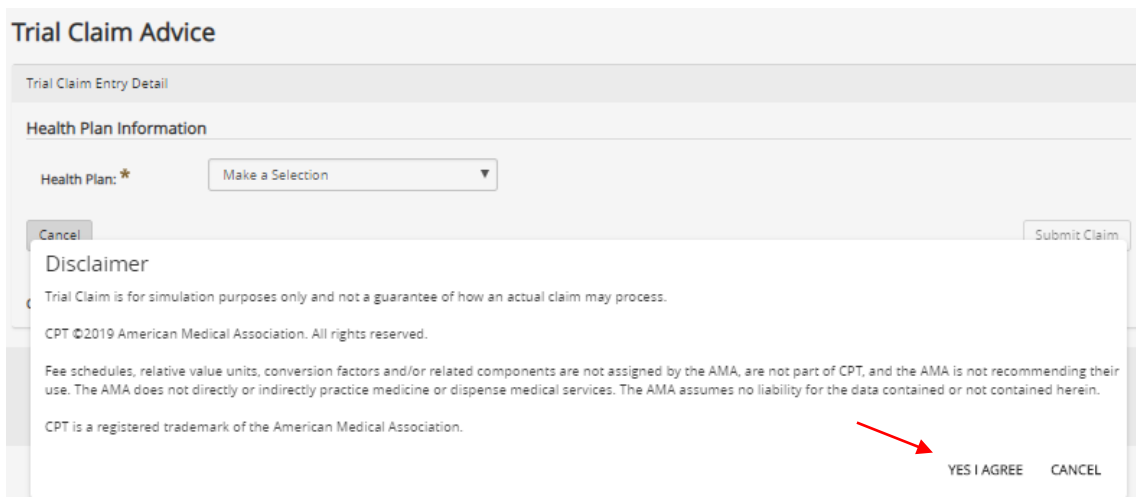 Trial Claim Advice
Trial Claim Entry Detail
Health Plan Information
Health Plan: *
Make a Selection
Cancel
Submit Claim
Disclaimer
Trial Claim is for simulation purposes only and not a guarantee of how an actual claim may process.
CPT ©2019 American Medical Association. All rights reserved.
Fee schedules, relative value units, conversion factors and/or related components are not assigned by the AMA, are not part of CPT, and the AMA is not recommending their
use. The AMA does not directly or indirectly practice medicine or dispense medical services. The AMA assumes no liability for the data contained or not contained herein.
CPT is a registered trademark of the American Medical Association.
YES I AGREE
CANCEL